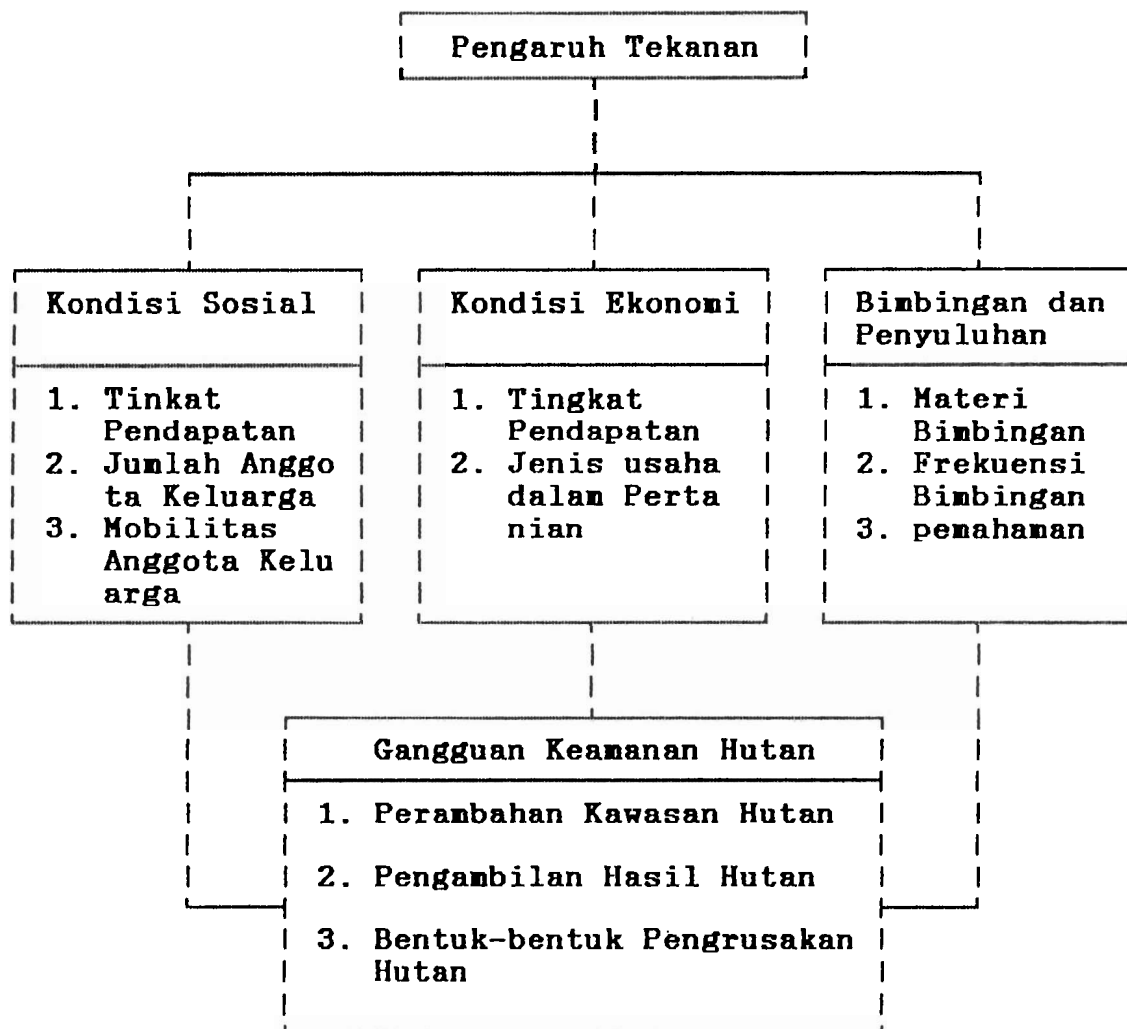 Pengaruh Tekanan
Kondisi Sosial
1. Tinkat
Pendapatan
2. Jumlah Anggo
ta Keluarga
3. Mobilitas
Anggota Kelu
arga
Kondisi Ekonomi
1. Tingkat
Pendapatan
2. Jenis usaha
dalam Perta
nian
Bimbingan dan
Penyuluhan
1. Materi
Bimbingan
2. Frekuensi
Bimbingan
3. pemahaman
Gangguan Keamanan Hutan
1. Perambahan Kawasan Hutan
2. Pengambilan Hasil Hutan
3. Bentuk-bentuk Pengrusakan
Hutan